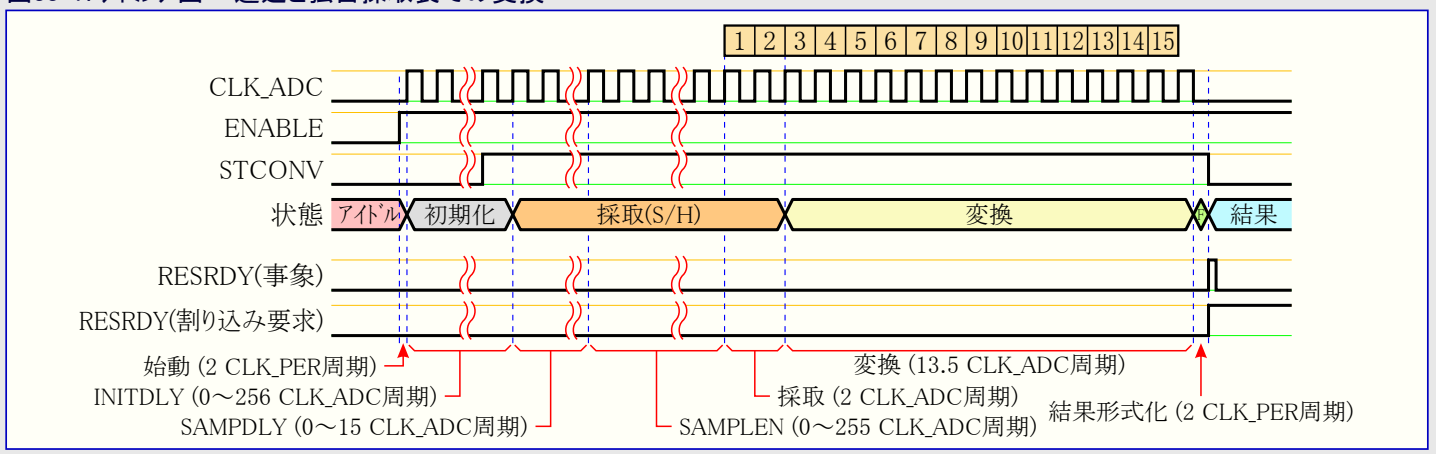 1 2 3 4 5 6 7 8 9 10 11 12 13 14 15
CLK_ADC
ENABLE
STCONV
状態 アイドル 初期化 採取(S/H) 変換 F 結果
RESRDY(事象)
RESRDY(割り込み要求)
始動 (2 CLK_PER周期)
変換 (13.5 CLK_ADC周期)
INITDLY (0～256 CLK_ADC周期)
採取 (2 CLK_ADC周期)
結果形式化 (2 CLK_PER周期)
SAMPDLY (0～15 CLK_ADC周期)
SAMPLEN (0～255 CLK_ADC周期)